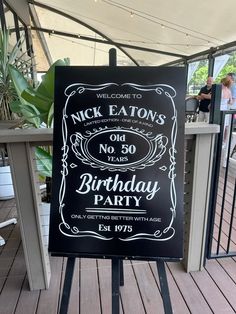 WELCOME TO
NICK EATON'S
LIMITED EDITION · ONE OF A KIND
Old
No. 50
YEARS
Birthday
PARTY
ONLY GETTING BETTER WITH AGE
EST. 1975